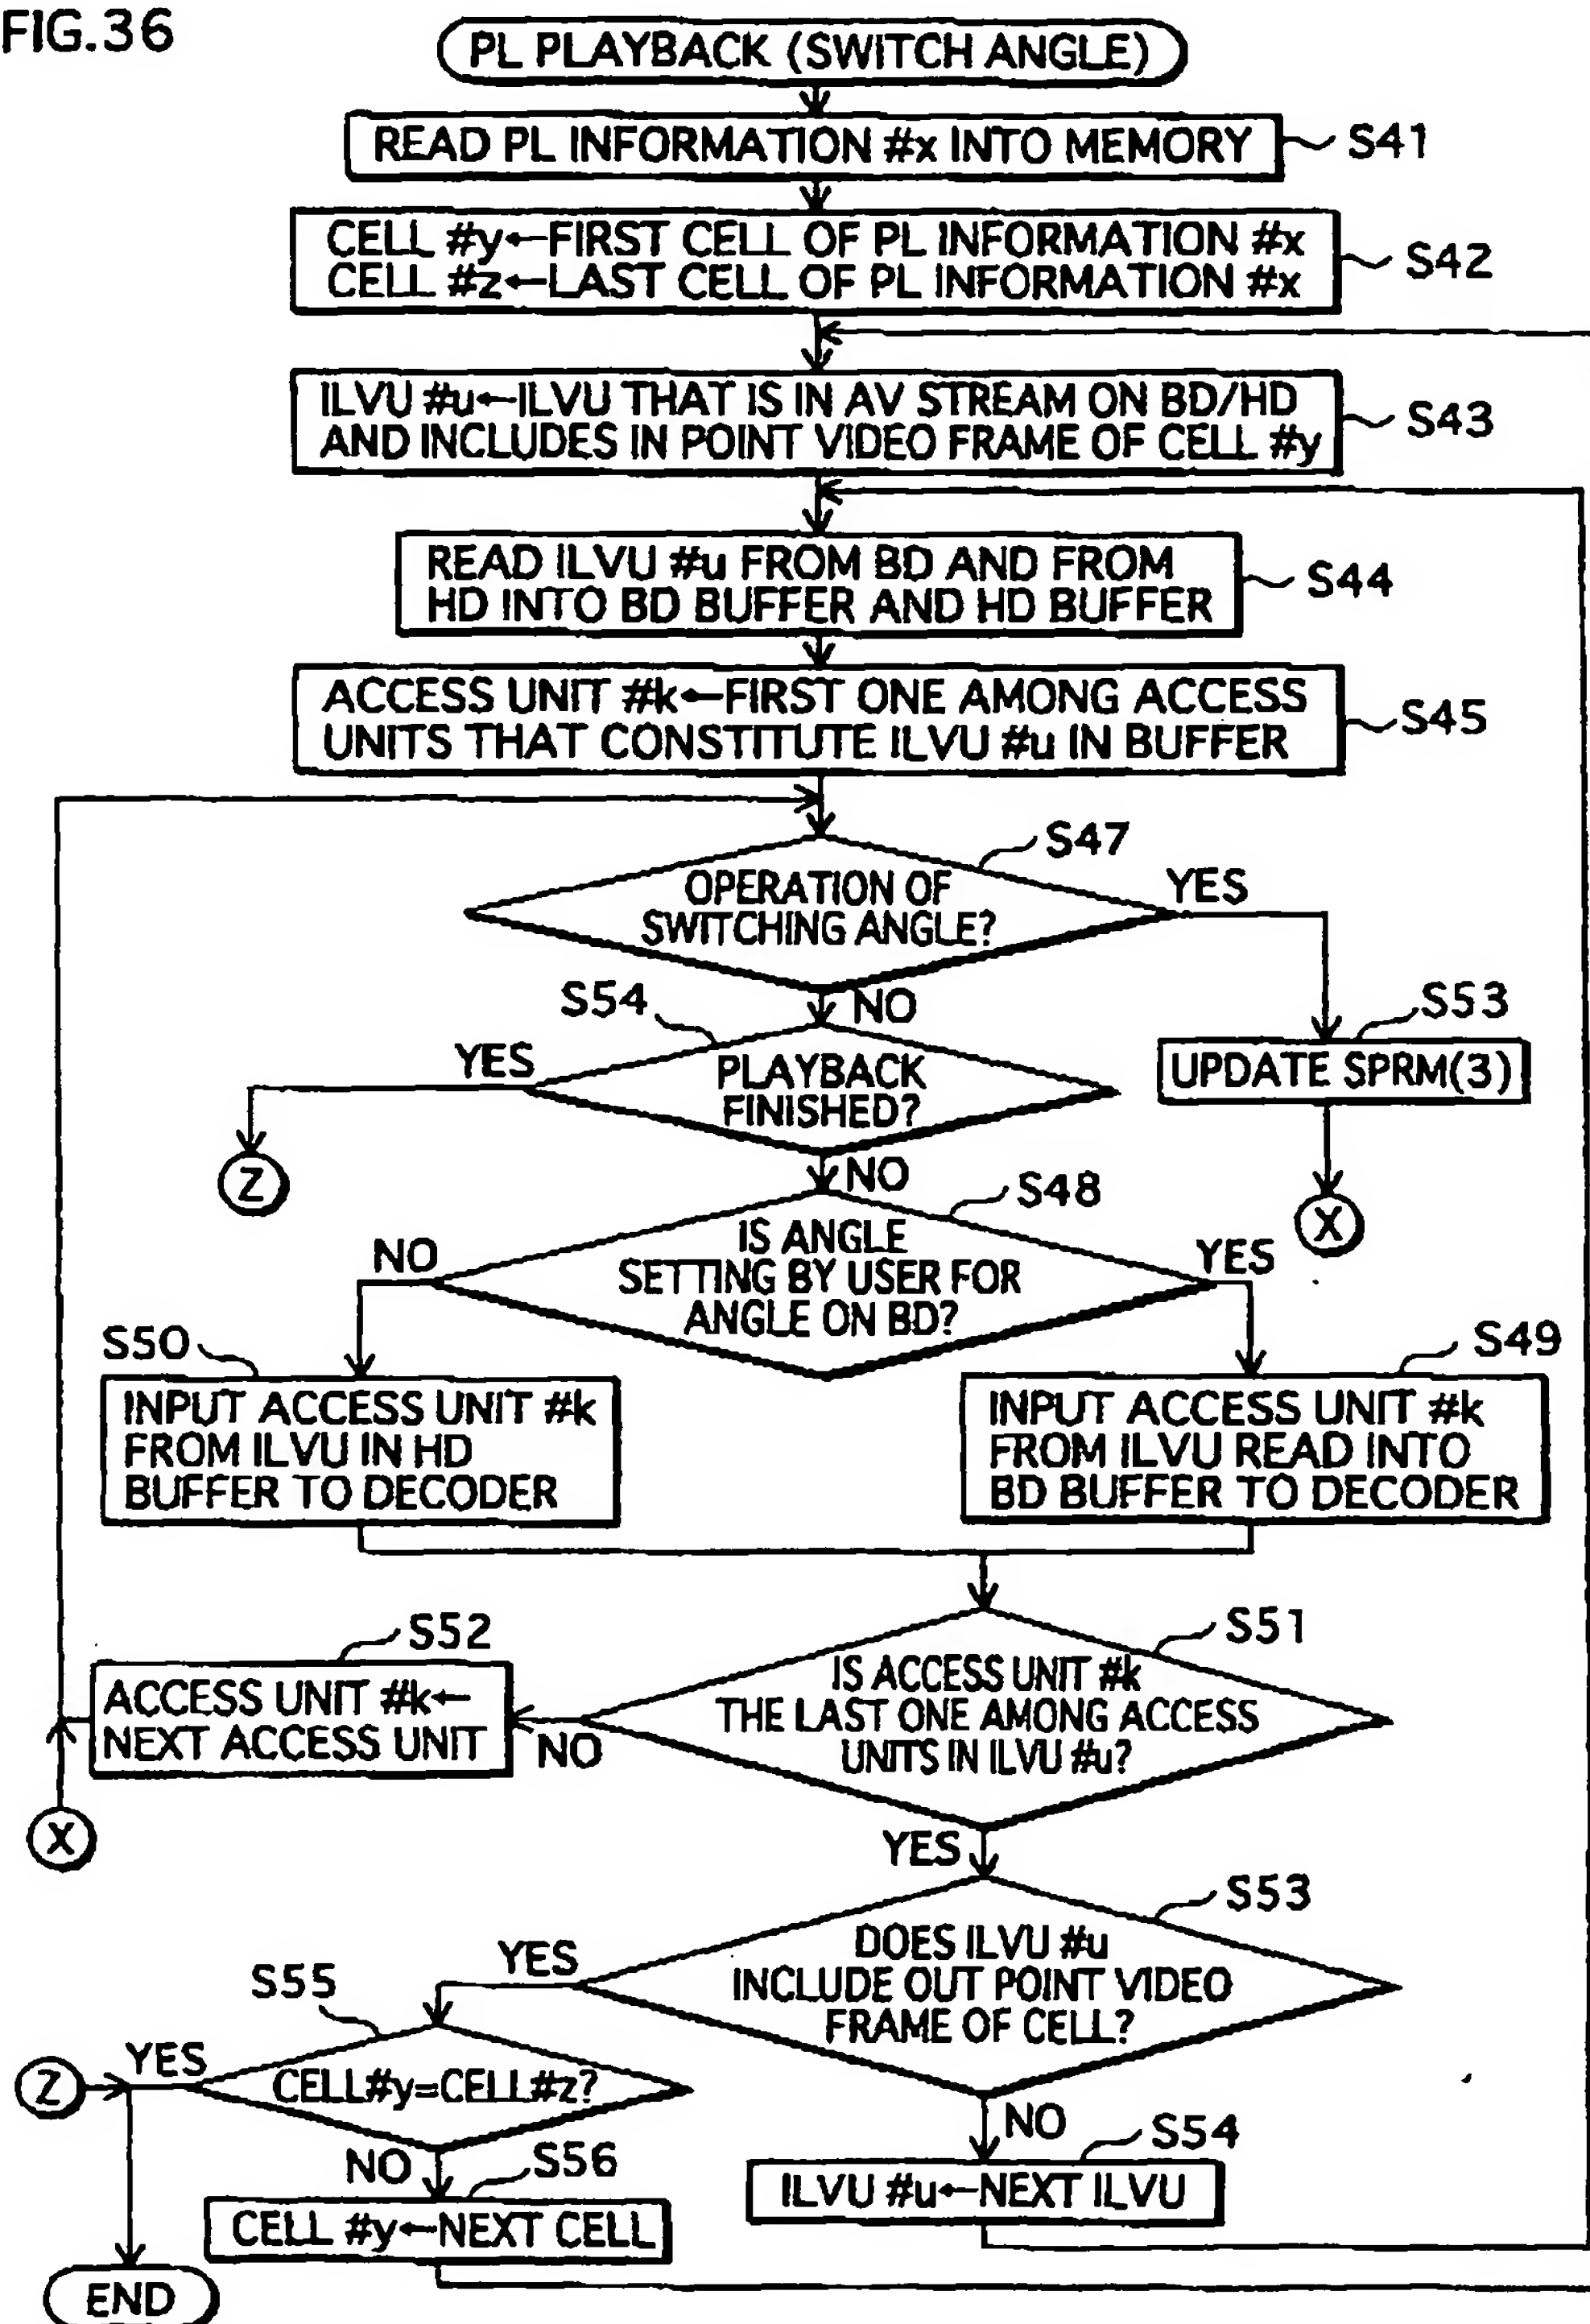 FIG.36
PL PLAYBACK (SWITCH ANGLE)
READ PL INFORMATION #x INTO MEMORY
S41
CELL #y←FIRST CELL OF PL INFORMATION #x
CELL #z←LAST CELL OF PL INFORMATION #x
S42
ILVU #u←ILVU THAT IS IN AV STREAM ON BD/HD
AND INCLUDES IN POINT VIDEO FRAME OF CELL #y
S43
READ ILVU #u FROM BD AND FROM
HD INTO BD BUFFER AND HD BUFFER
S44
ACCESS UNIT #k←FIRST ONE AMONG ACCESS
UNITS THAT CONSTITUTE ILVU #u IN BUFFER
S45
S47
OPERATION OF
SWITCHING ANGLE?
YES
NO
S53
UPDATE SPRM(3)
X
S54
PLAYBACK
FINISHED?
YES
Z
NO
S48
IS ANGLE
SETTING BY USER FOR
ANGLE ON BD?
NO
YES
S50
INPUT ACCESS UNIT #k
FROM ILVU IN HD
BUFFER TO DECODER
S49
INPUT ACCESS UNIT #k
FROM ILVU READ INTO
BD BUFFER TO DECODER
S51
IS ACCESS UNIT #k
THE LAST ONE AMONG ACCESS
UNITS IN ILVU #u?
NO
S52
ACCESS UNIT #k←
NEXT ACCESS UNIT
X
YES
S53
DOES ILVU #u
INCLUDE OUT POINT VIDEO
FRAME OF CELL?
YES
S55
CELL#y=CELL#z?
YES
Z
NO
S54
ILVU #u←NEXT ILVU
NO
S56
CELL #y←NEXT CELL
END